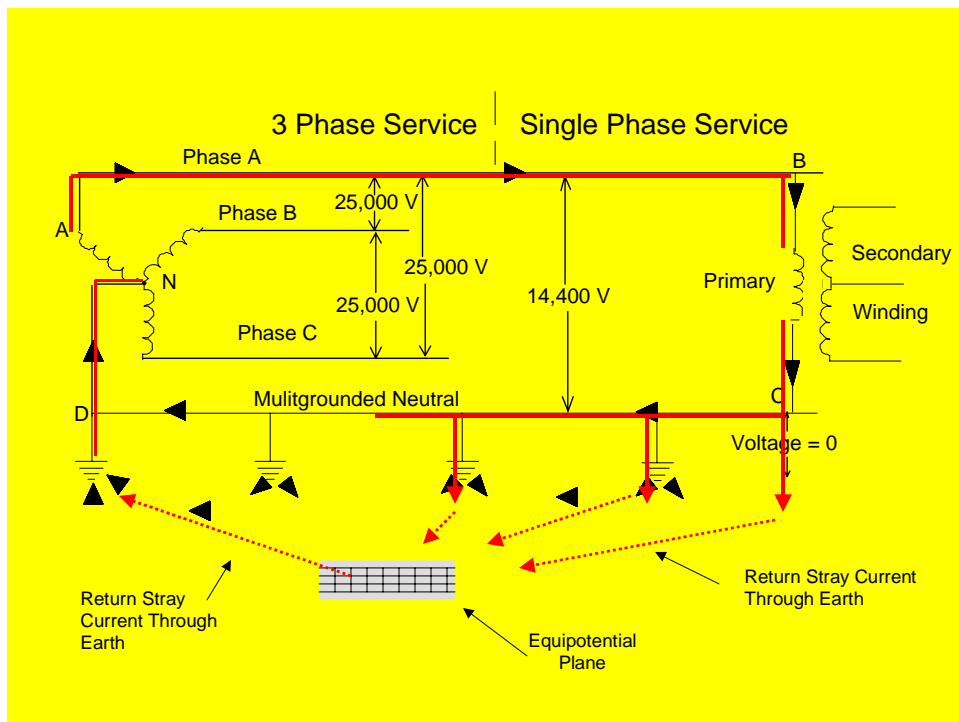 3 Phase Service
Single Phase Service
Phase A
B
25,000 V
Phase B
A
25,000 V
Secondary
N
Primary
14,400 V
25,000 V
Winding
Phase C
Mulitgrounded Neutral
C
D
Voltage = 0
Return Stray
Current Through
Earth
Return Stray Current
Through Earth
Equipotential
Plane